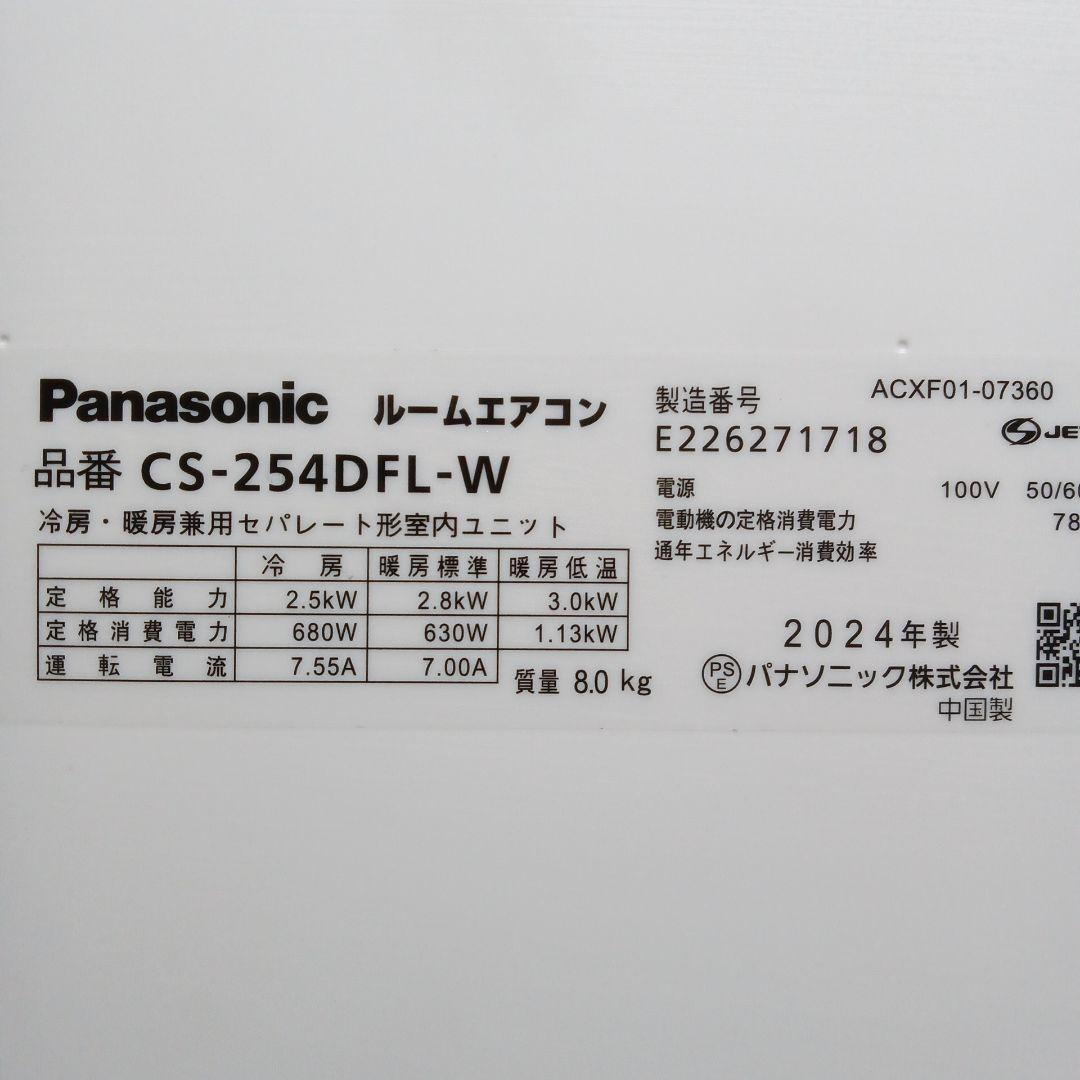 Panasonic ルームエアコン
品番 CS-254DFL-W
冷房・暖房兼用セパレート形室内ユニット
冷房 暖房標準 暖房低温
定格能力 2.5kW 2.8kW 3.0kW
定格消費電力 680W 630W 1.13kW
運転電流 7.55A 7.00A
質量 8.0 kg
製造番号 ACXF01-07360
E226271718 JE
電源 100V 50/60
電動機の定格消費電力 78
通年エネルギー消費効率
2024年製
PSE パナソニック株式会社
中国製